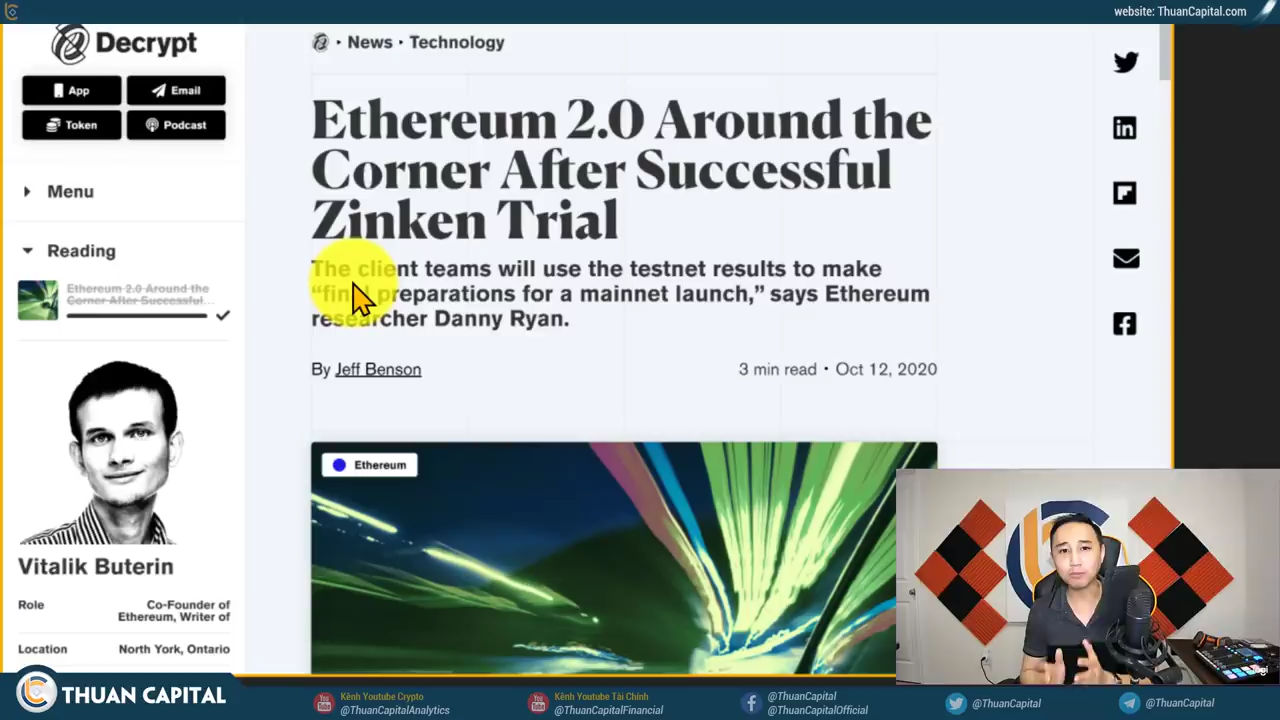 website: ThuanCapital.com
Decrypt
App
Email
Token
Podcast
Menu
Reading
Ethereum 2.0 Around the
Corner After Successful...
Vitalik Buterin
Role
Co-Founder of
Ethereum, Writer of
Location
North York, Ontario
• News • Technology
Ethereum 2.0 Around the
Corner After Successful
Zinken Trial
The client teams will use the testnet results to make
“final preparations for a mainnet launch,” says Ethereum
researcher Danny Ryan.
By Jeff Benson
3 min read • Oct 12, 2020
Ethereum
THUAN CAPITAL
You
Tube
Kênh Youtube Crypto
@ThuanCapitalAnalytics
You
Tube
Kênh Youtube Tài Chính
@ThuanCapitalFinancial
@ThuanCapital
@ThuanCapitalOfficial
@ThuanCapital
@ThuanCapital